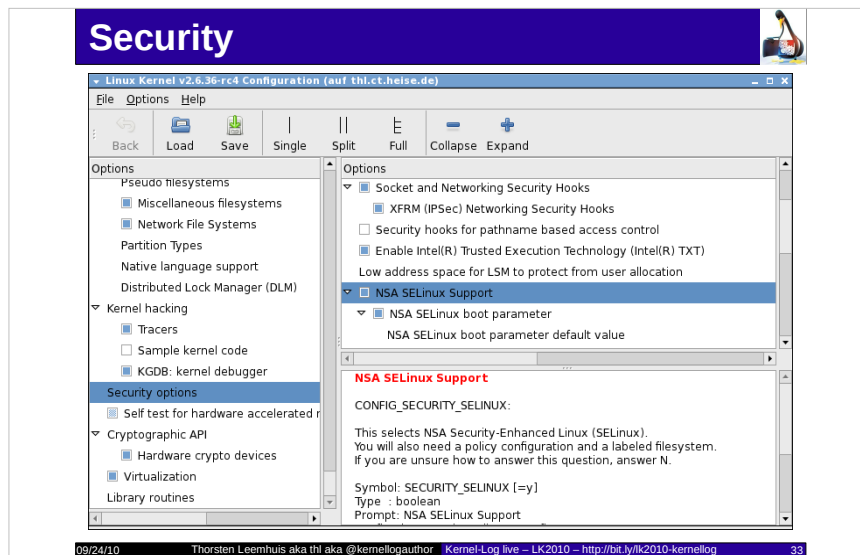 Security
Linux Kernel v2.6.36-rc4 Configuration (auf thl.ct.heise.de)
File Options Help
Back Load Save Single Split Full Collapse Expand
Options
Pseudo filesystems
Miscellaneous filesystems
Network File Systems
Partition Types
Native language support
Distributed Lock Manager (DLM)
Kernel hacking
Tracers
Sample kernel code
KGDB: kernel debugger
Security options
Self test for hardware accelerated r
Cryptographic API
Hardware crypto devices
Virtualization
Library routines
Options
Socket and Networking Security Hooks
XFRM (IPSec) Networking Security Hooks
Security hooks for pathname based access control
Enable Intel(R) Trusted Execution Technology (Intel(R) TXT)
Low address space for LSM to protect from user allocation
NSA SELinux Support
NSA SELinux boot parameter
NSA SELinux boot parameter default value
NSA SELinux Support
CONFIG_SECURITY_SELINUX:
This selects NSA Security-Enhanced Linux (SELinux).
You will also need a policy configuration and a labeled filesystem.
If you are unsure how to answer this question, answer N.
Symbol: SECURITY_SELINUX [=y]
Type : boolean
Prompt: NSA SELinux Support
09/24/10 Thorsten Leemhuis aka thl aka @kernellogauthor Kernel-Log live – LK2010 – http://bit.ly/lk2010-kernellog 33